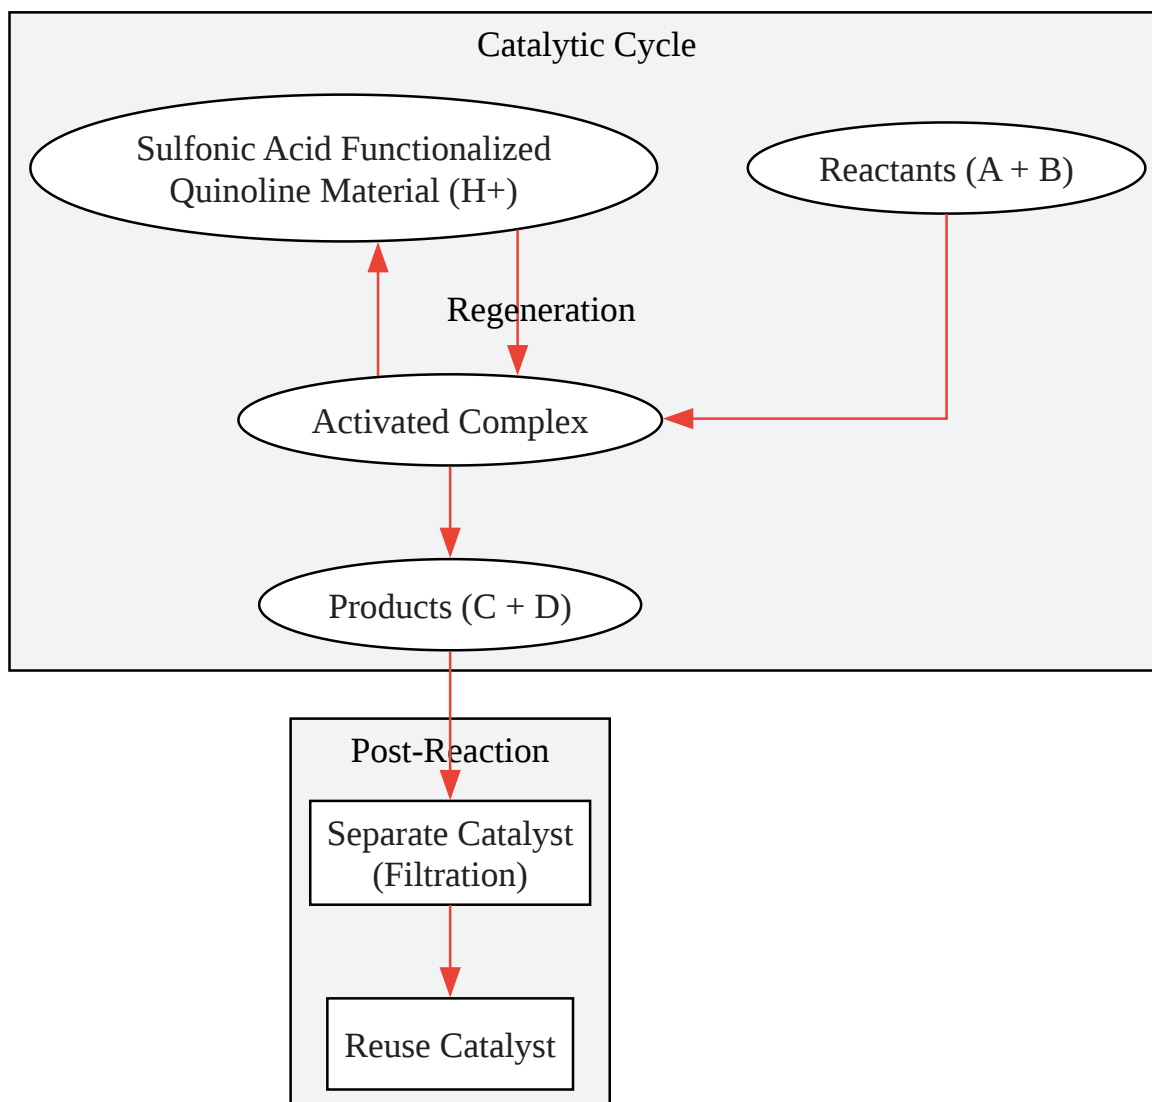 Catalytic Cycle
Sulfonic Acid Functionalized
Quinoline Material (H+)
Reactants (A + B)
Regeneration
Activated Complex
Products (C + D)
Post-Reaction
Separate Catalyst
(Filtration)
Reuse Catalyst